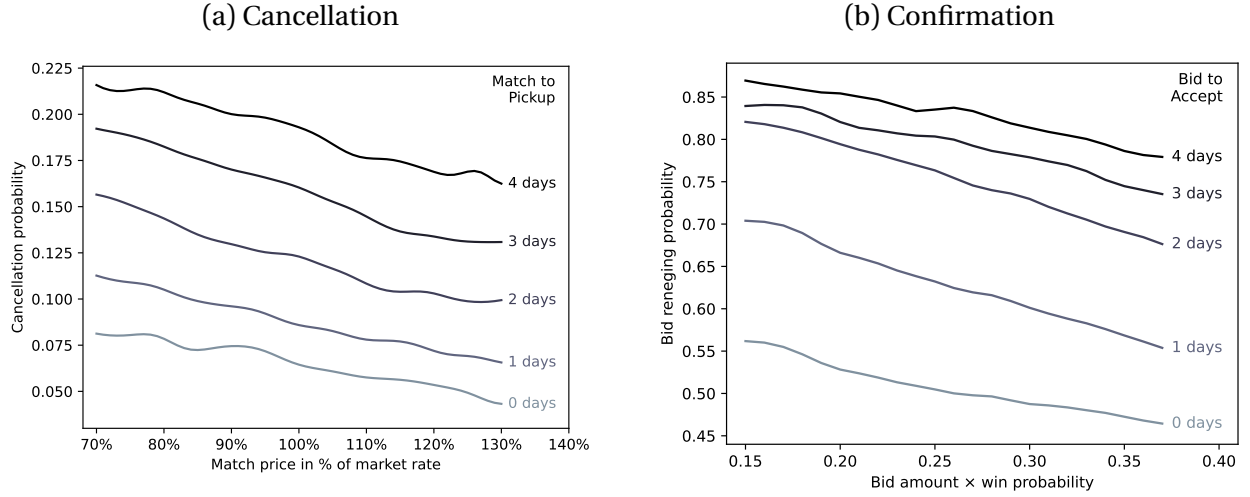 (a) Cancellation
Match to
Pickup
0.225
0.200
0.175
0.150
0.125
0.100
0.075
0.050
Cancellation probability
4 days
3 days
2 days
1 days
0 days
70%
80%
90%
100%
110%
120%
130%
140%
Match price in % of market rate
(b) Confirmation
Bid to
Accept
0.85
0.80
0.75
0.70
0.65
0.60
0.55
0.50
0.45
Bid reneging probability
4 days
3 days
2 days
1 days
0 days
0.15
0.20
0.25
0.30
0.35
0.40
Bid amount × win probability